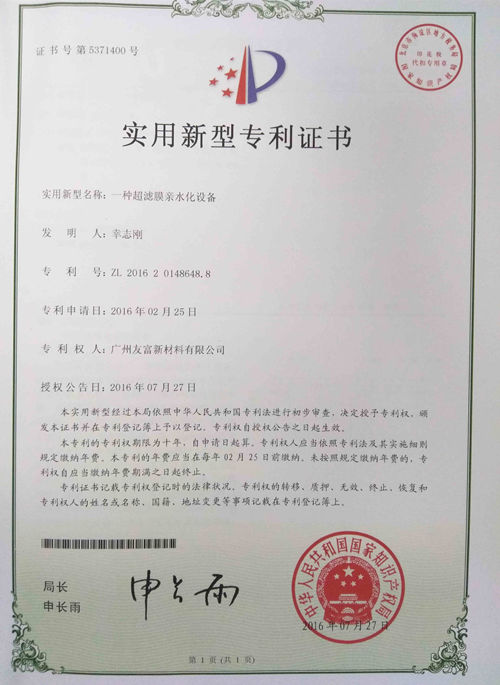 证书号第5371400号
印花税
代扣专用章
实用新型专利证书
实用新型名称：一种超滤膜亲水化设备
发明人：幸志刚
专利号：ZL 2016 2 0148648.8
专利申请日：2016年02月25日
专利权人：广州友富新材料有限公司
授权公告日：2016年07月27日
本实用新型经过本局依照中华人民共和国专利法进行初步审查，决定授予专利权，颁
发本证书并在专利登记簿上予以登记。专利权自授权公告之日起生效。
本专利的专利权期限为十年，自申请日起算。专利权人应当依照专利法及其实施细则
规定缴纳年费。本专利的年费应当在每年02月25日前缴纳。未按照规定缴纳年费的，专利
权自应当缴纳年费期满之日起终止。
专利证书记载专利权登记时的法律状况。专利权的转移、质押、无效、终止、恢复和
专利权人的姓名或名称、国籍、地址变更等事项记载在专利登记簿上。
局长
申长雨
申长雨
中华人民共和国国家知识产权局
2016年07月27日
第1页（共1页）